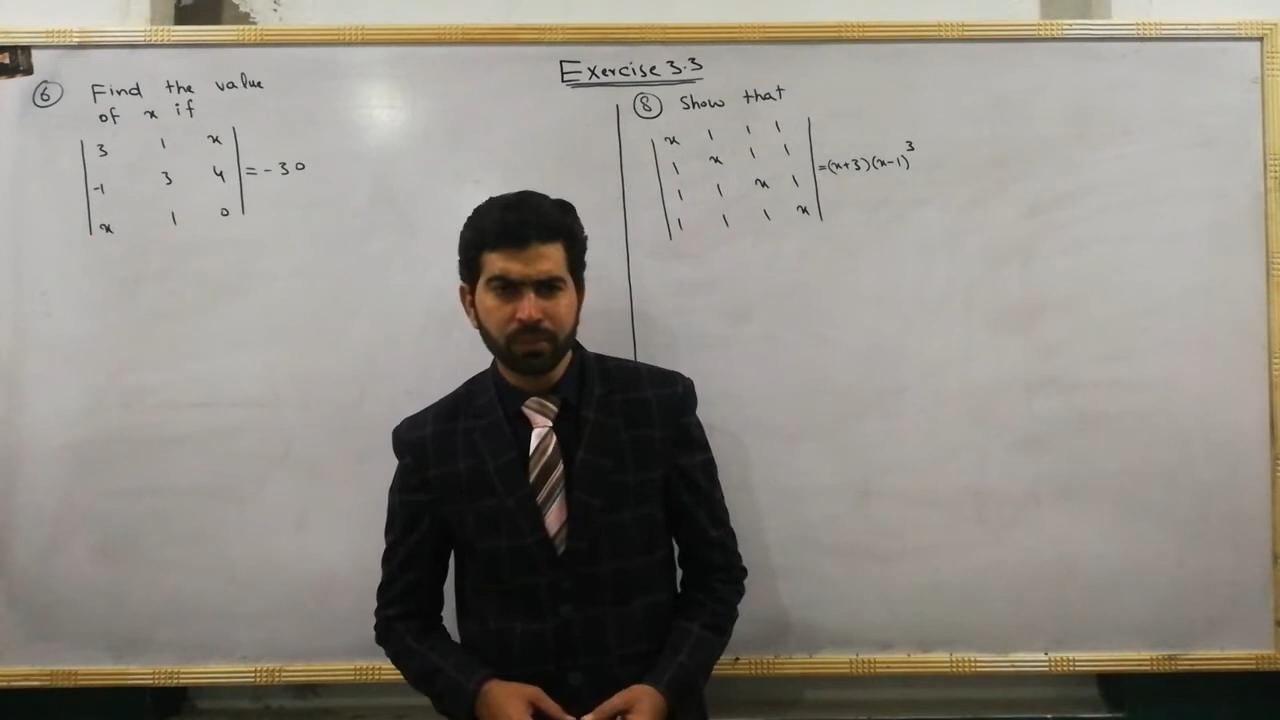 Exercise 3.3
6 Find the value
of x if
3 1 x
-1 3 4 = -30
x 1 0
8 Show that
x 1 1 1
1 x 1 1 = (x+3)(x-1)³
1 1 x 1
1 1 1 x